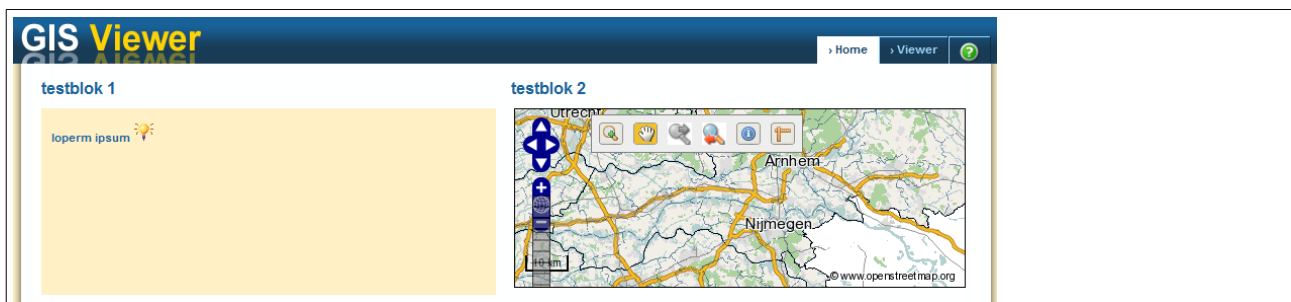 GIS Viewer
› Home › Viewer ?
testblok 1
loperm ipsum
testblok 2
Utrecht
Arnhem
Nijmegen
10 km
© www.openstreetmap.org